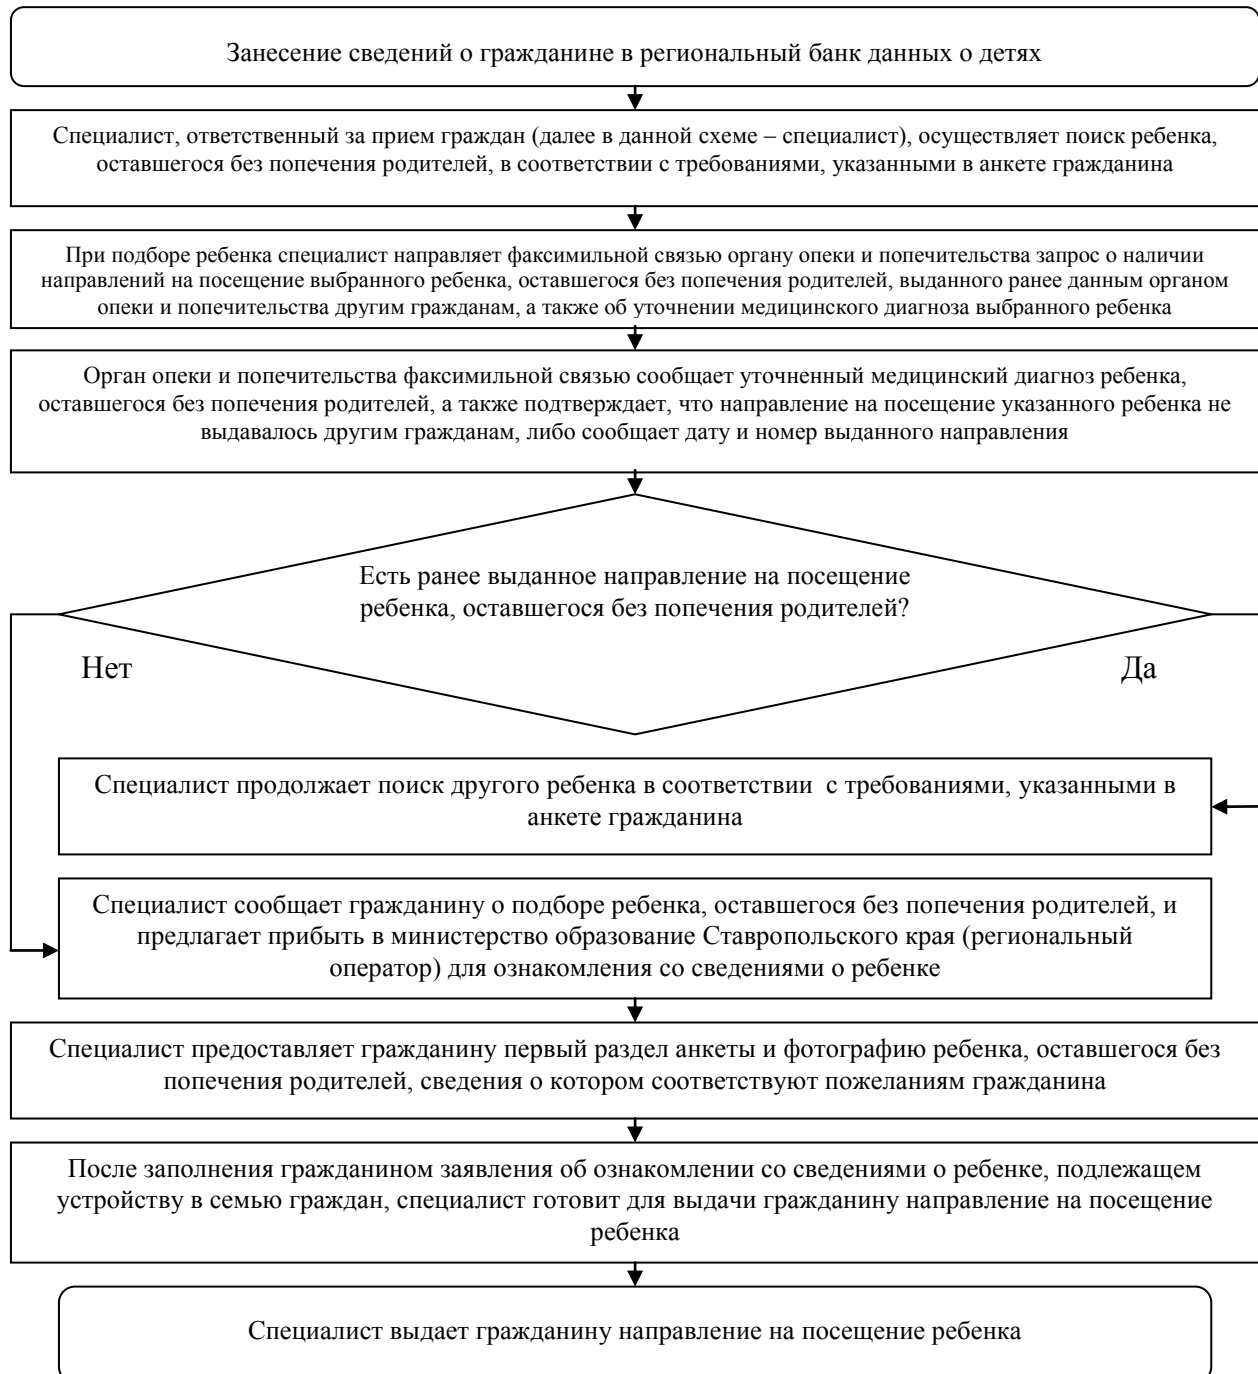 Занесение сведений о гражданине в региональный банк данных о детях
Специалист, ответственный за прием граждан (далее в данной схеме – специалист), осуществляет поиск ребенка,
оставшегося без попечения родителей, в соответствии с требованиями, указанными в анкете гражданина
При подборе ребенка специалист направляет факсимильной связью органу опеки и попечительства запрос о наличии
направлений на посещение выбранного ребенка, оставшегося без попечения родителей, выданного ранее данным органом
опеки и попечительства другим гражданам, а также об уточнении медицинского диагноза выбранного ребенка
Орган опеки и попечительства факсимильной связью сообщает уточненный медицинский диагноз ребенка,
оставшегося без попечения родителей, а также подтверждает, что направление на посещение указанного ребенка не
выдавалось другим гражданам, либо сообщает дату и номер выданного направления
Есть ранее выданное направление на посещение
ребенка, оставшегося без попечения родителей?
Нет
Да
Специалист продолжает поиск другого ребенка в соответствии с требованиями, указанными в
анкете гражданина
Специалист сообщает гражданину о подборе ребенка, оставшегося без попечения родителей, и
предлагает прибыть в министерство образование Ставропольского края (региональный
оператор) для ознакомления со сведениями о ребенке
Специалист предоставляет гражданину первый раздел анкеты и фотографию ребенка, оставшегося без
попечения родителей, сведения о котором соответствуют пожеланиям гражданина
После заполнения гражданином заявления об ознакомлении со сведениями о ребенке, подлежащем
устройству в семью граждан, специалист готовит для выдачи гражданину направление на посещение
ребенка
Специалист выдает гражданину направление на посещение ребенка